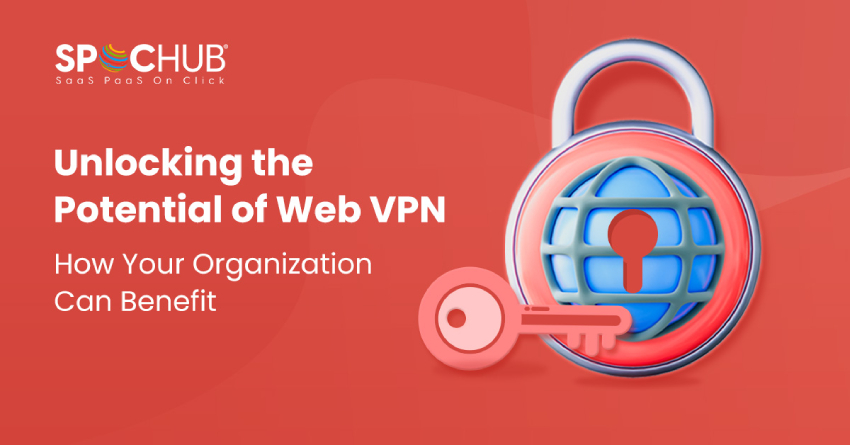 SPOCHUB®
SaaS PaaS On Click
Unlocking the
Potential of Web VPN
How Your Organization
Can Benefit